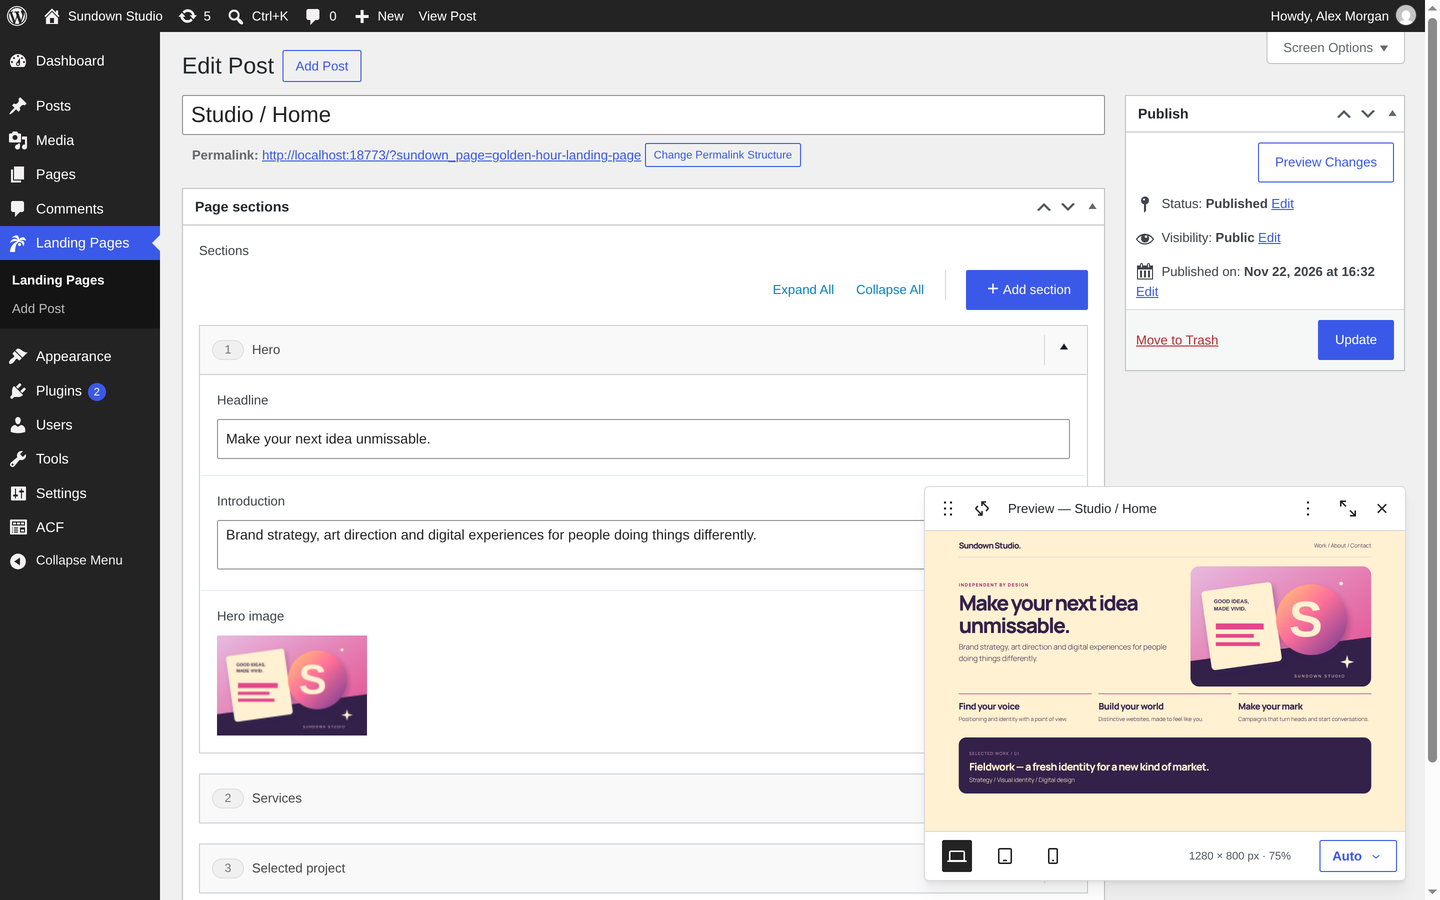 Sundown Studio 5 Ctrl+K 0 New View Post Howdy, Alex Morgan
Dashboard
Posts
Media
Pages
Comments
Landing Pages
Landing Pages
Add Post
Appearance
Plugins 2
Users
Tools
Settings
ACF
Collapse Menu
Screen Options
Edit Post Add Post
Studio / Home
Permalink: http://localhost:18773/?sundown_page=golden-hour-landing-page Change Permalink Structure
Page sections
Sections
Expand All Collapse All + Add section
1 Hero
Headline
Make your next idea unmissable.
Introduction
Brand strategy, art direction and digital experiences for people doing things differently.
Hero image
GOOD IDEAS,
MADE VIVID.
S
SUNDOWN STUDIO
2 Services
3 Selected project
Publish
Preview Changes
Status: Published Edit
Visibility: Public Edit
Published on: Nov 22, 2026 at 16:32
Edit
Move to Trash Update
Preview — Studio / Home
Sundown Studio. Work / About / Contact
INDEPENDENT BY DESIGN
Make your next idea
unmissable.
Brand strategy, art direction and digital experiences for people
doing things differently.
GOOD IDEAS,
MADE VIVID.
S
SUNDOWN STUDIO
Find your voice
Positioning and identity with a point of view.
Build your world
Distinctive websites, made to feel like you.
Make your mark
Campaigns that turn heads and start conversations.
SELECTED WORK / 01
Fieldwork — a fresh identity for a new kind of market.
Strategy / Visual identity / Digital design
1280 × 800 px · 75% Auto